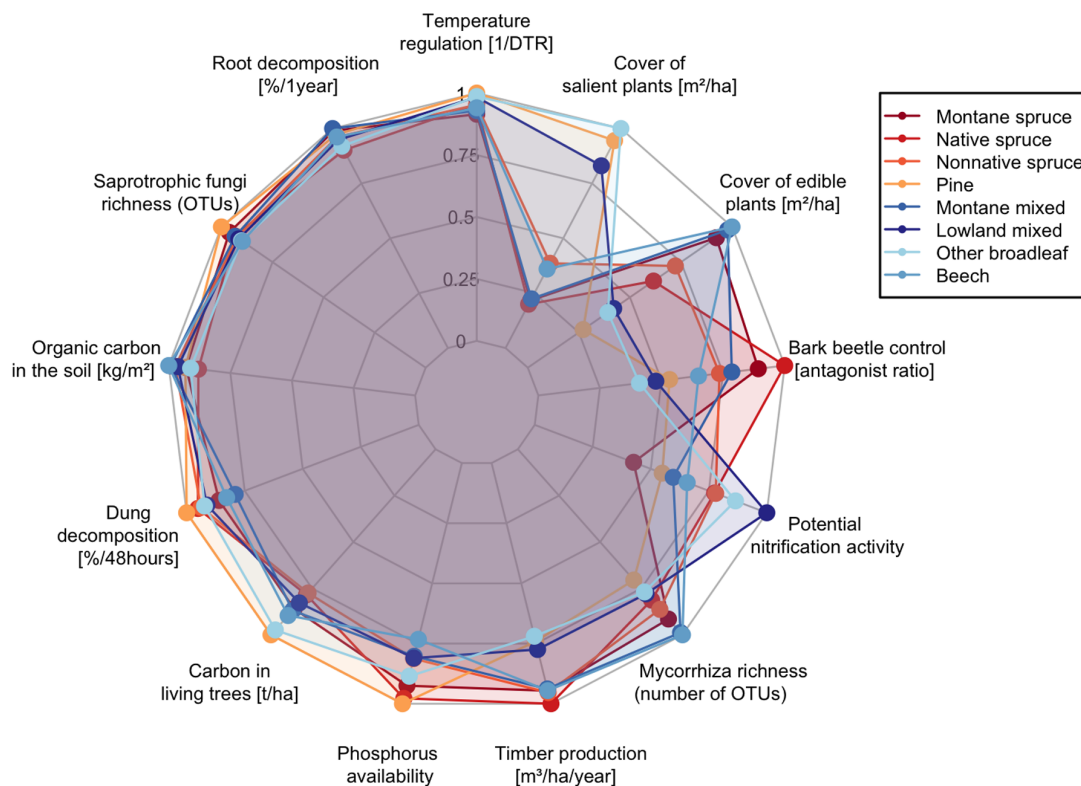 Temperature
regulation [1/DTR]
Root decomposition
[%/1year]
Cover of
salient plants [m²/ha]
1
Montane spruce
Native spruce
Nonnative spruce
Pine
Montane mixed
Lowland mixed
Other broadleaf
Beech
0.75
Saprotrophic fungi
richness (OTUs)
Cover of edible
plants [m²/ha]
0.5
0.25
0
Organic carbon
in the soil [kg/m²]
Bark beetle control
[antagonist ratio]
Dung
decomposition
[%/48hours]
Potential
nitrification activity
Carbon in
living trees [t/ha]
Mycorrhiza richness
(number of OTUs)
Phosphorus
availability
Timber production
[m³/ha/year]